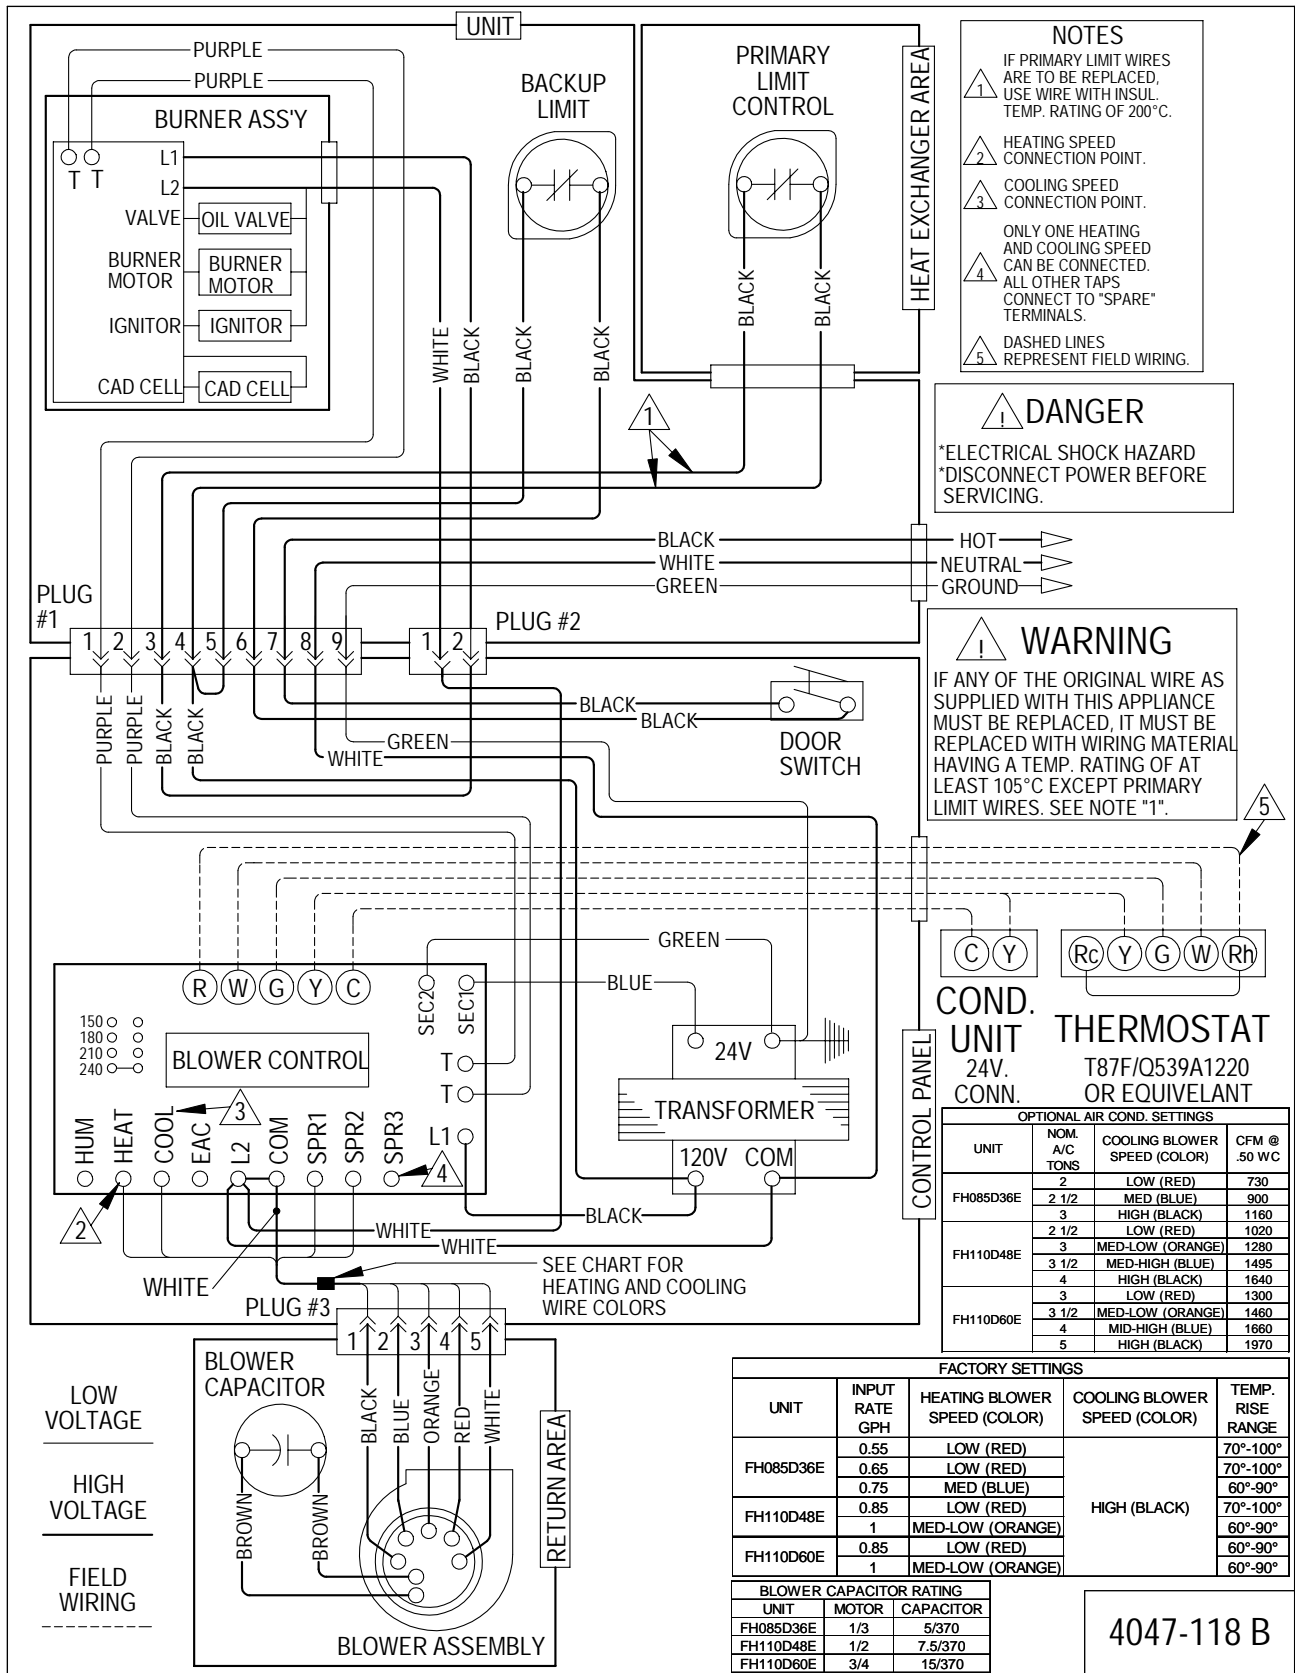 UNIT
PURPLE
PURPLE
BURNER ASS'Y
T T
L1
L2
VALVE
OIL VALVE
BURNER
MOTOR
BURNER
MOTOR
IGNITOR
IGNITOR
CAD CELL
CAD CELL
BACKUP
LIMIT
PRIMARY
LIMIT
CONTROL
HEAT EXCHANGER AREA
WHITE
BLACK
BLACK
BLACK
BLACK
BLACK
1
NOTES
1
IF PRIMARY LIMIT WIRES
ARE TO BE REPLACED,
USE WIRE WITH INSUL.
TEMP. RATING OF 200°C.
2
HEATING SPEED
CONNECTION POINT.
3
COOLING SPEED
CONNECTION POINT.
4
ONLY ONE HEATING
AND COOLING SPEED
CAN BE CONNECTED.
ALL OTHER TAPS
CONNECT TO "SPARE"
TERMINALS.
5
DASHED LINES
REPRESENT FIELD WIRING.
! DANGER
*ELECTRICAL SHOCK HAZARD
*DISCONNECT POWER BEFORE
SERVICING.
BLACK HOT
WHITE NEUTRAL
GREEN GROUND
PLUG
#1
1 2 3 4 5 6 7 8 9
1 2
PLUG #2
! WARNING
IF ANY OF THE ORIGINAL WIRE AS
SUPPLIED WITH THIS APPLIANCE
MUST BE REPLACED, IT MUST BE
REPLACED WITH WIRING MATERIAL
HAVING A TEMP. RATING OF AT
LEAST 105°C EXCEPT PRIMARY
LIMIT WIRES. SEE NOTE "1".
PURPLE
PURPLE
BLACK
BLACK
BLACK
BLACK
GREEN
WHITE
DOOR
SWITCH
5
GREEN
BLUE
R W G Y C
SEC2
SEC1
150
180
210
240
BLOWER CONTROL
T
T
L1
3
HUM
HEAT
COOL
EAC
L2
COM
SPR1
SPR2
SPR3
4
2
24V
TRANSFORMER
120V COM
CONTROL PANEL
C Y
COND.
UNIT
24V.
CONN.
Rc Y G W Rh
THERMOSTAT
T87F/Q539A1220
OR EQUIVELANT
BLACK
WHITE
WHITE
WHITE
SEE CHART FOR
HEATING AND COOLING
WIRE COLORS
PLUG #3
1 2 3 4 5
OPTIONAL AIR COND. SETTINGS
UNIT | NOM. A/C TONS | COOLING BLOWER SPEED (COLOR) | CFM @ .50 WC
FH085D36E | 2 | LOW (RED) | 730
2 1/2 | MED (BLUE) | 900
3 | HIGH (BLACK) | 1160
FH110D48E | 2 1/2 | LOW (RED) | 1020
3 | MED-LOW (ORANGE) | 1280
3 1/2 | MED-HIGH (BLUE) | 1495
4 | HIGH (BLACK) | 1640
FH110D60E | 3 | LOW (RED) | 1300
3 1/2 | MED-LOW (ORANGE) | 1460
4 | MID-HIGH (BLUE) | 1660
5 | HIGH (BLACK) | 1970
BLOWER
CAPACITOR
BLACK
BLUE
ORANGE
RED
WHITE
BROWN
BROWN
RETURN AREA
BLOWER ASSEMBLY
LOW
VOLTAGE
HIGH
VOLTAGE
FIELD
WIRING
FACTORY SETTINGS
UNIT | INPUT RATE GPH | HEATING BLOWER SPEED (COLOR) | COOLING BLOWER SPEED (COLOR) | TEMP. RISE RANGE
FH085D36E | 0.55 | LOW (RED) | HIGH (BLACK) | 70°-100°
0.65 | LOW (RED) | 70°-100°
0.75 | MED (BLUE) | 60°-90°
FH110D48E | 0.85 | LOW (RED) | 70°-100°
1 | MED-LOW (ORANGE) | 60°-90°
FH110D60E | 0.85 | LOW (RED) | 60°-90°
1 | MED-LOW (ORANGE) | 60°-90°
BLOWER CAPACITOR RATING
UNIT | MOTOR | CAPACITOR
FH085D36E | 1/3 | 5/370
FH110D48E | 1/2 | 7.5/370
FH110D60E | 3/4 | 15/370
4047-118 B